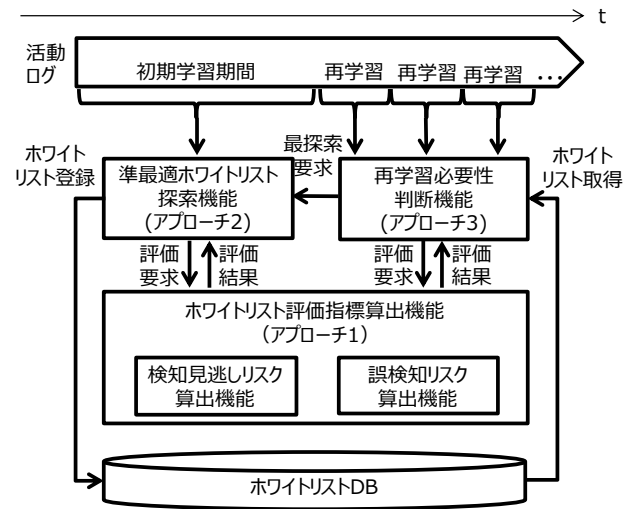 t
活動
ログ
初期学習期間
再学習
再学習
再学習
...
ホワイト
リスト登録
準最適ホワイトリスト
探索機能
(アプローチ2)
最探索
要求
再学習必要性
判断機能
(アプローチ3)
ホワイト
リスト取得
評価
要求
評価
結果
評価
要求
評価
結果
ホワイトリスト評価指標算出機能
(アプローチ1)
検知見逃しリスク
算出機能
誤検知リスク
算出機能
ホワイトリストDB